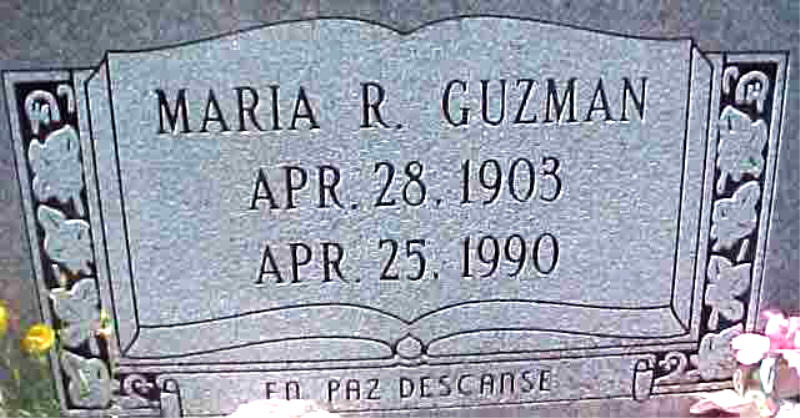 MARIA R. GUZMAN
APR. 28, 1903
APR. 25, 1990
En PAZ DESCAnSE